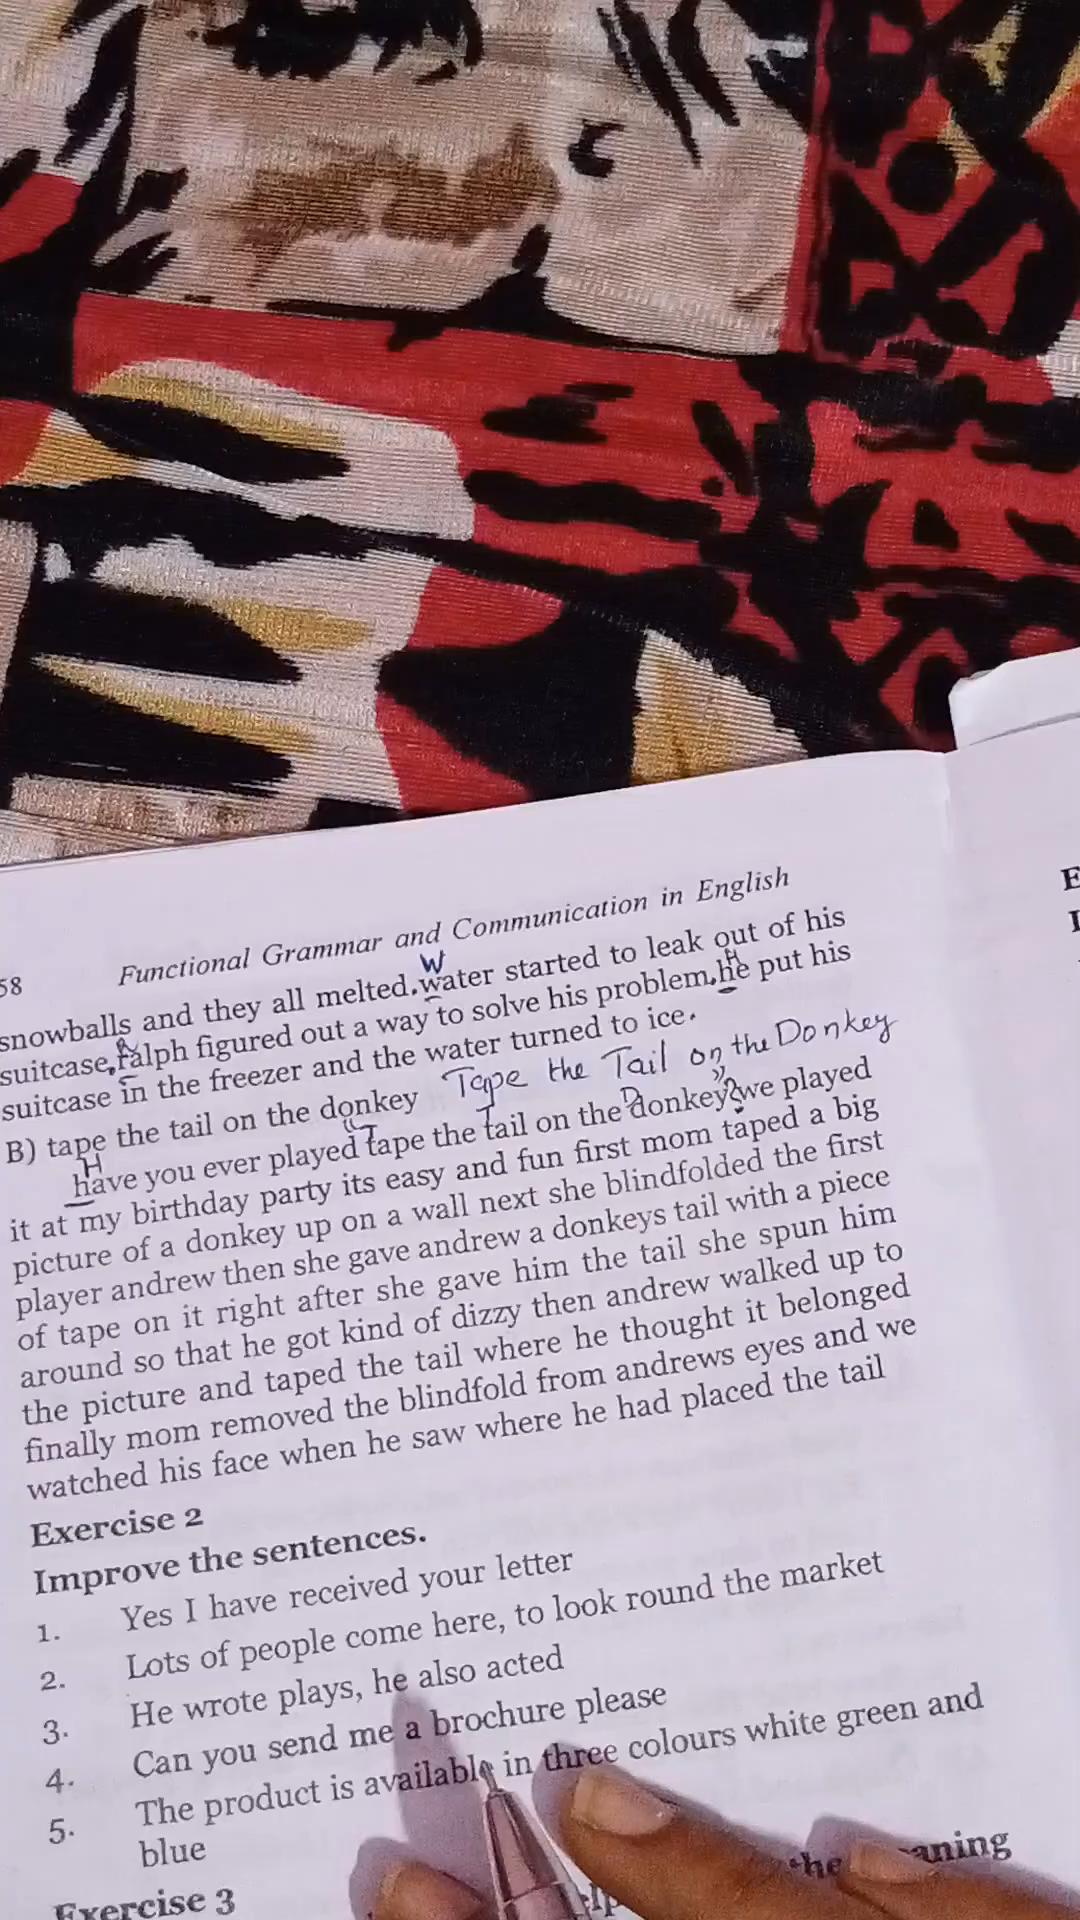 58 Functional Grammar and Communication in English
snowballs and they all melted. W water started to leak out of his
suitcase, R ralph figured out a way to solve his problem. H he put his
suitcase in the freezer and the water turned to ice.
B) tape the tail on the donkey Tape the Tail on the Donkey
H have you ever played " T tape the T tail on the D donkey"? we played
it at my birthday party its easy and fun first mom taped a big
picture of a donkey up on a wall next she blindfolded the first
player andrew then she gave andrew a donkeys tail with a piece
of tape on it right after she gave him the tail she spun him
around so that he got kind of dizzy then andrew walked up to
the picture and taped the tail where he thought it belonged
finally mom removed the blindfold from andrews eyes and we
watched his face when he saw where he had placed the tail
Exercise 2
Improve the sentences.
1. Yes I have received your letter
2. Lots of people come here, to look round the market
3. He wrote plays, he also acted
4. Can you send me a brochure please
5. The product is available in three colours white green and
blue
Exercise 3